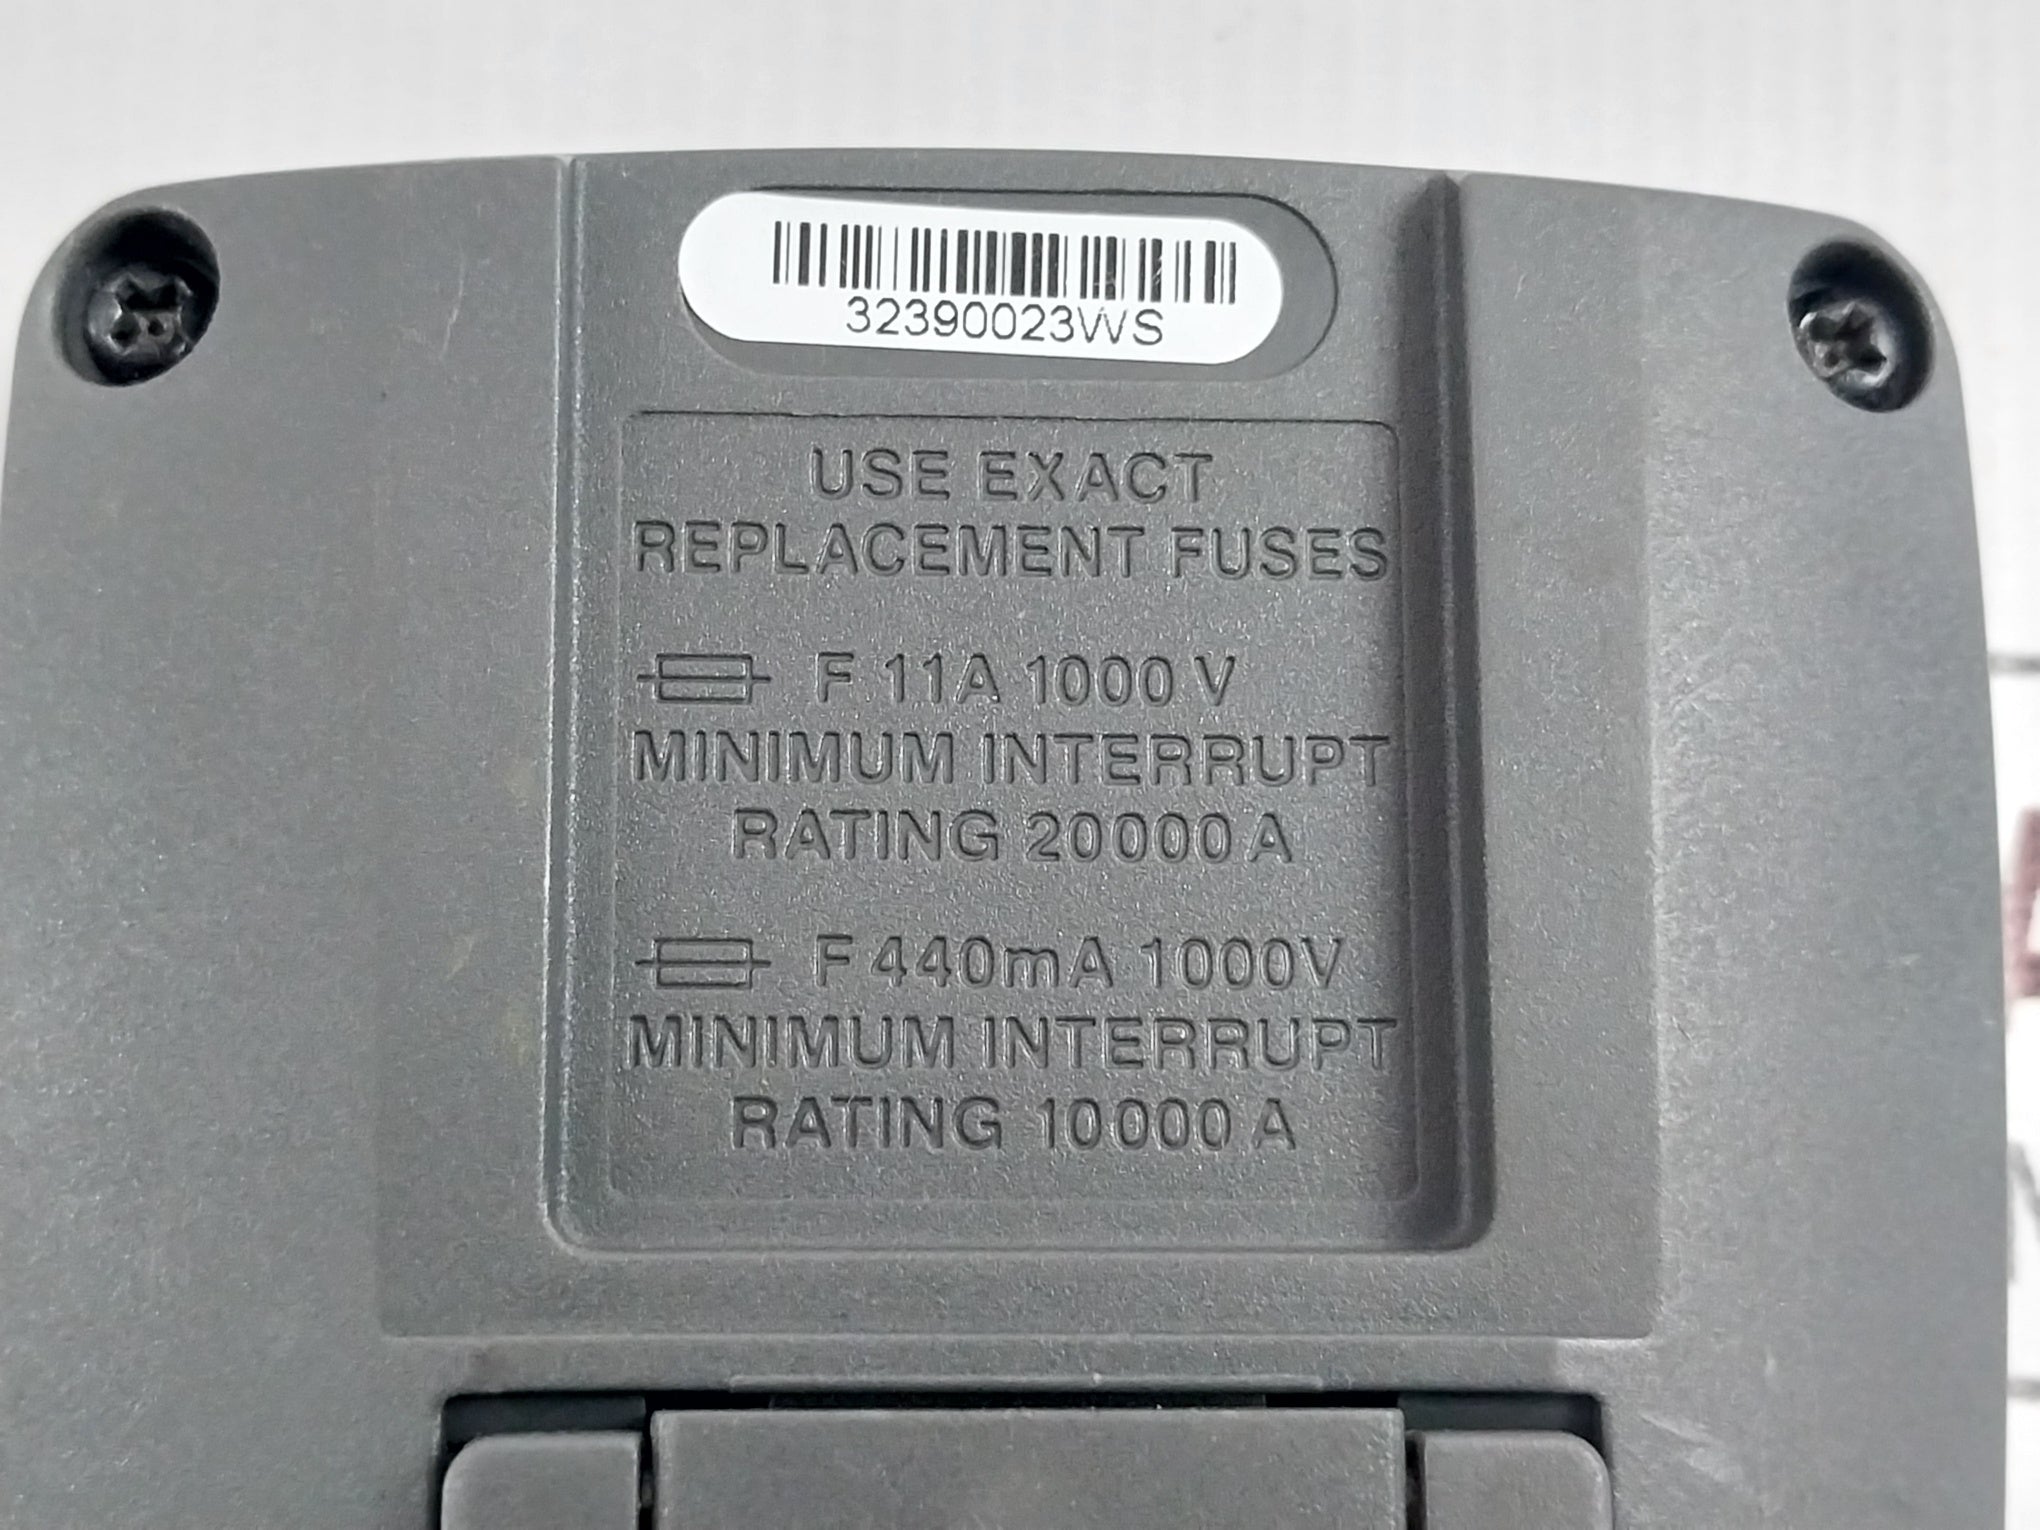 32390023WS
USE EXACT
REPLACEMENT FUSES
F 11A 1000 V
MINIMUM INTERRUPT
RATING 20000 A
F 440mA 1000V
MINIMUM INTERRUPT
RATING 10000 A